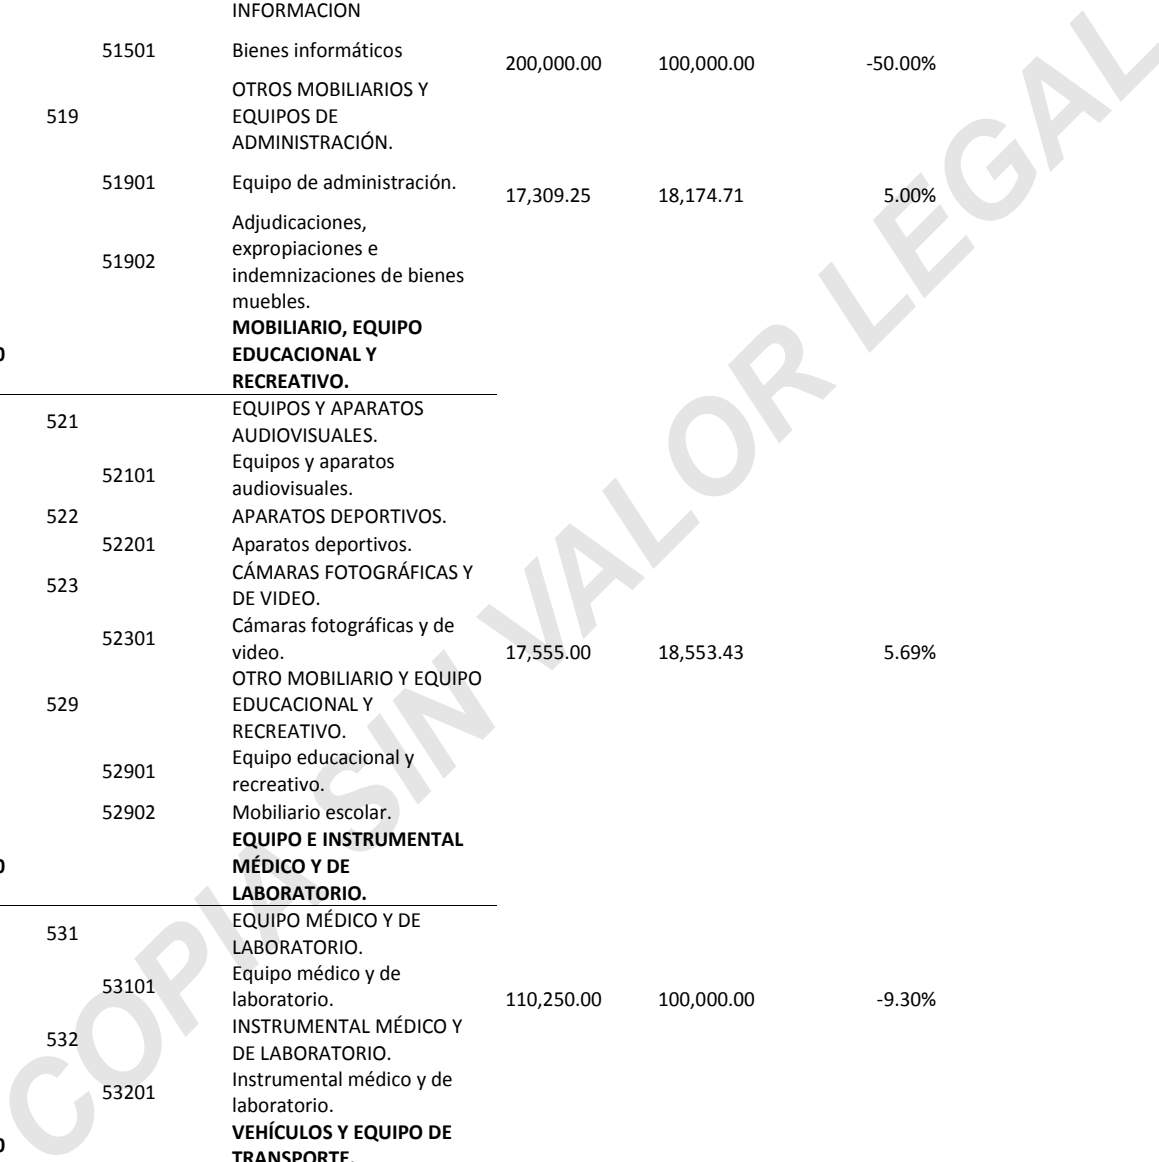 INFORMACION
51501 Bienes informáticos 200,000.00 100,000.00 -50.00%
OTROS MOBILIARIOS Y
519 EQUIPOS DE
ADMINISTRACIÓN.
51901 Equipo de administración. 17,309.25 18,174.71 5.00%
Adjudicaciones,
expropiaciones e
51902 indemnizaciones de bienes
muebles.
MOBILIARIO, EQUIPO
0 EDUCACIONAL Y
RECREATIVO.
521 EQUIPOS Y APARATOS
AUDIOVISUALES.
52101 Equipos y aparatos
audiovisuales.
522 APARATOS DEPORTIVOS.
52201 Aparatos deportivos.
523 CÁMARAS FOTOGRÁFICAS Y
DE VIDEO.
52301 Cámaras fotográficas y de
video. 17,555.00 18,553.43 5.69%
OTRO MOBILIARIO Y EQUIPO
529 EDUCACIONAL Y
RECREATIVO.
52901 Equipo educacional y
recreativo.
52902 Mobiliario escolar.
EQUIPO E INSTRUMENTAL
0 MÉDICO Y DE
LABORATORIO.
531 EQUIPO MÉDICO Y DE
LABORATORIO.
53101 Equipo médico y de
laboratorio. 110,250.00 100,000.00 -9.30%
532 INSTRUMENTAL MÉDICO Y
DE LABORATORIO.
53201 Instrumental médico y de
laboratorio.
VEHÍCULOS Y EQUIPO DE
0 TRANSPORTE.
COPIA SIN VALOR LEGAL